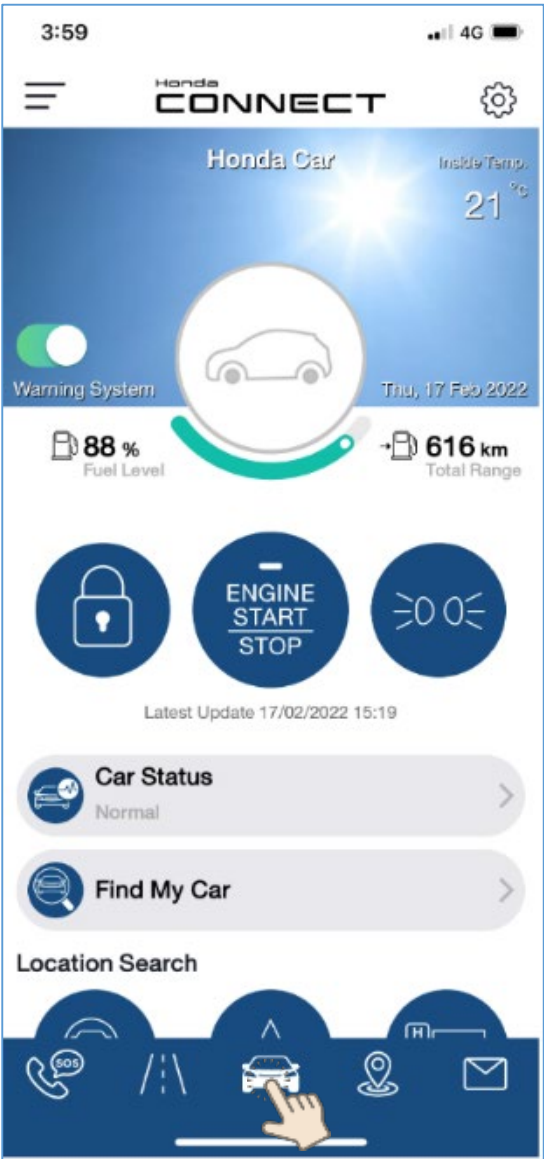 3:59
4G
Honda
CONNECT
Honda Car
Inside Temp.
21 °C
Warning System
Thu, 17 Feb 2022
88 %
Fuel Level
616 km
Total Range
ENGINE
START
STOP
Latest Update 17/02/2022 15:19
Car Status
Normal
Find My Car
Location Search
H
SOS